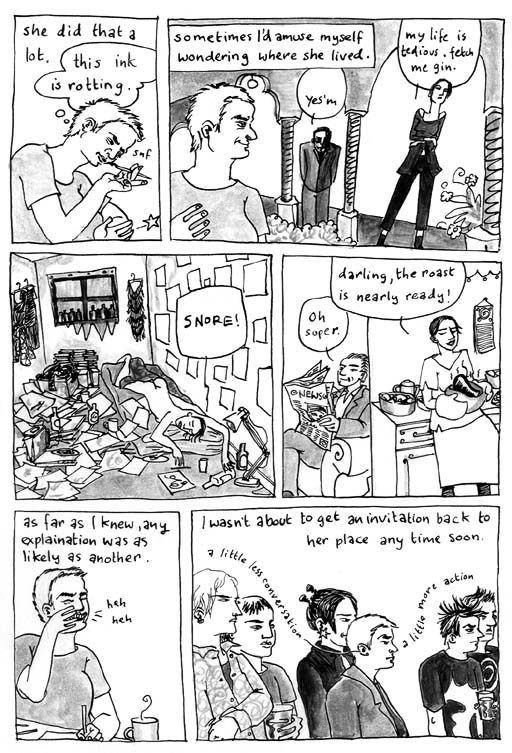 she did that a
lot.
this ink
is rotting.
snf
sometimes I'd amuse myself
wondering where she lived.
Yes'm
my life is
tedious. fetch
me gin.
SNORE!
darling, the roast
is nearly ready!
Oh
super.
NEWS
as far as I knew, any
explaination was as
likely as another.
heh
heh
I wasn't about to get an invitation back to
her place any time soon.
a little less conversation
a little more action